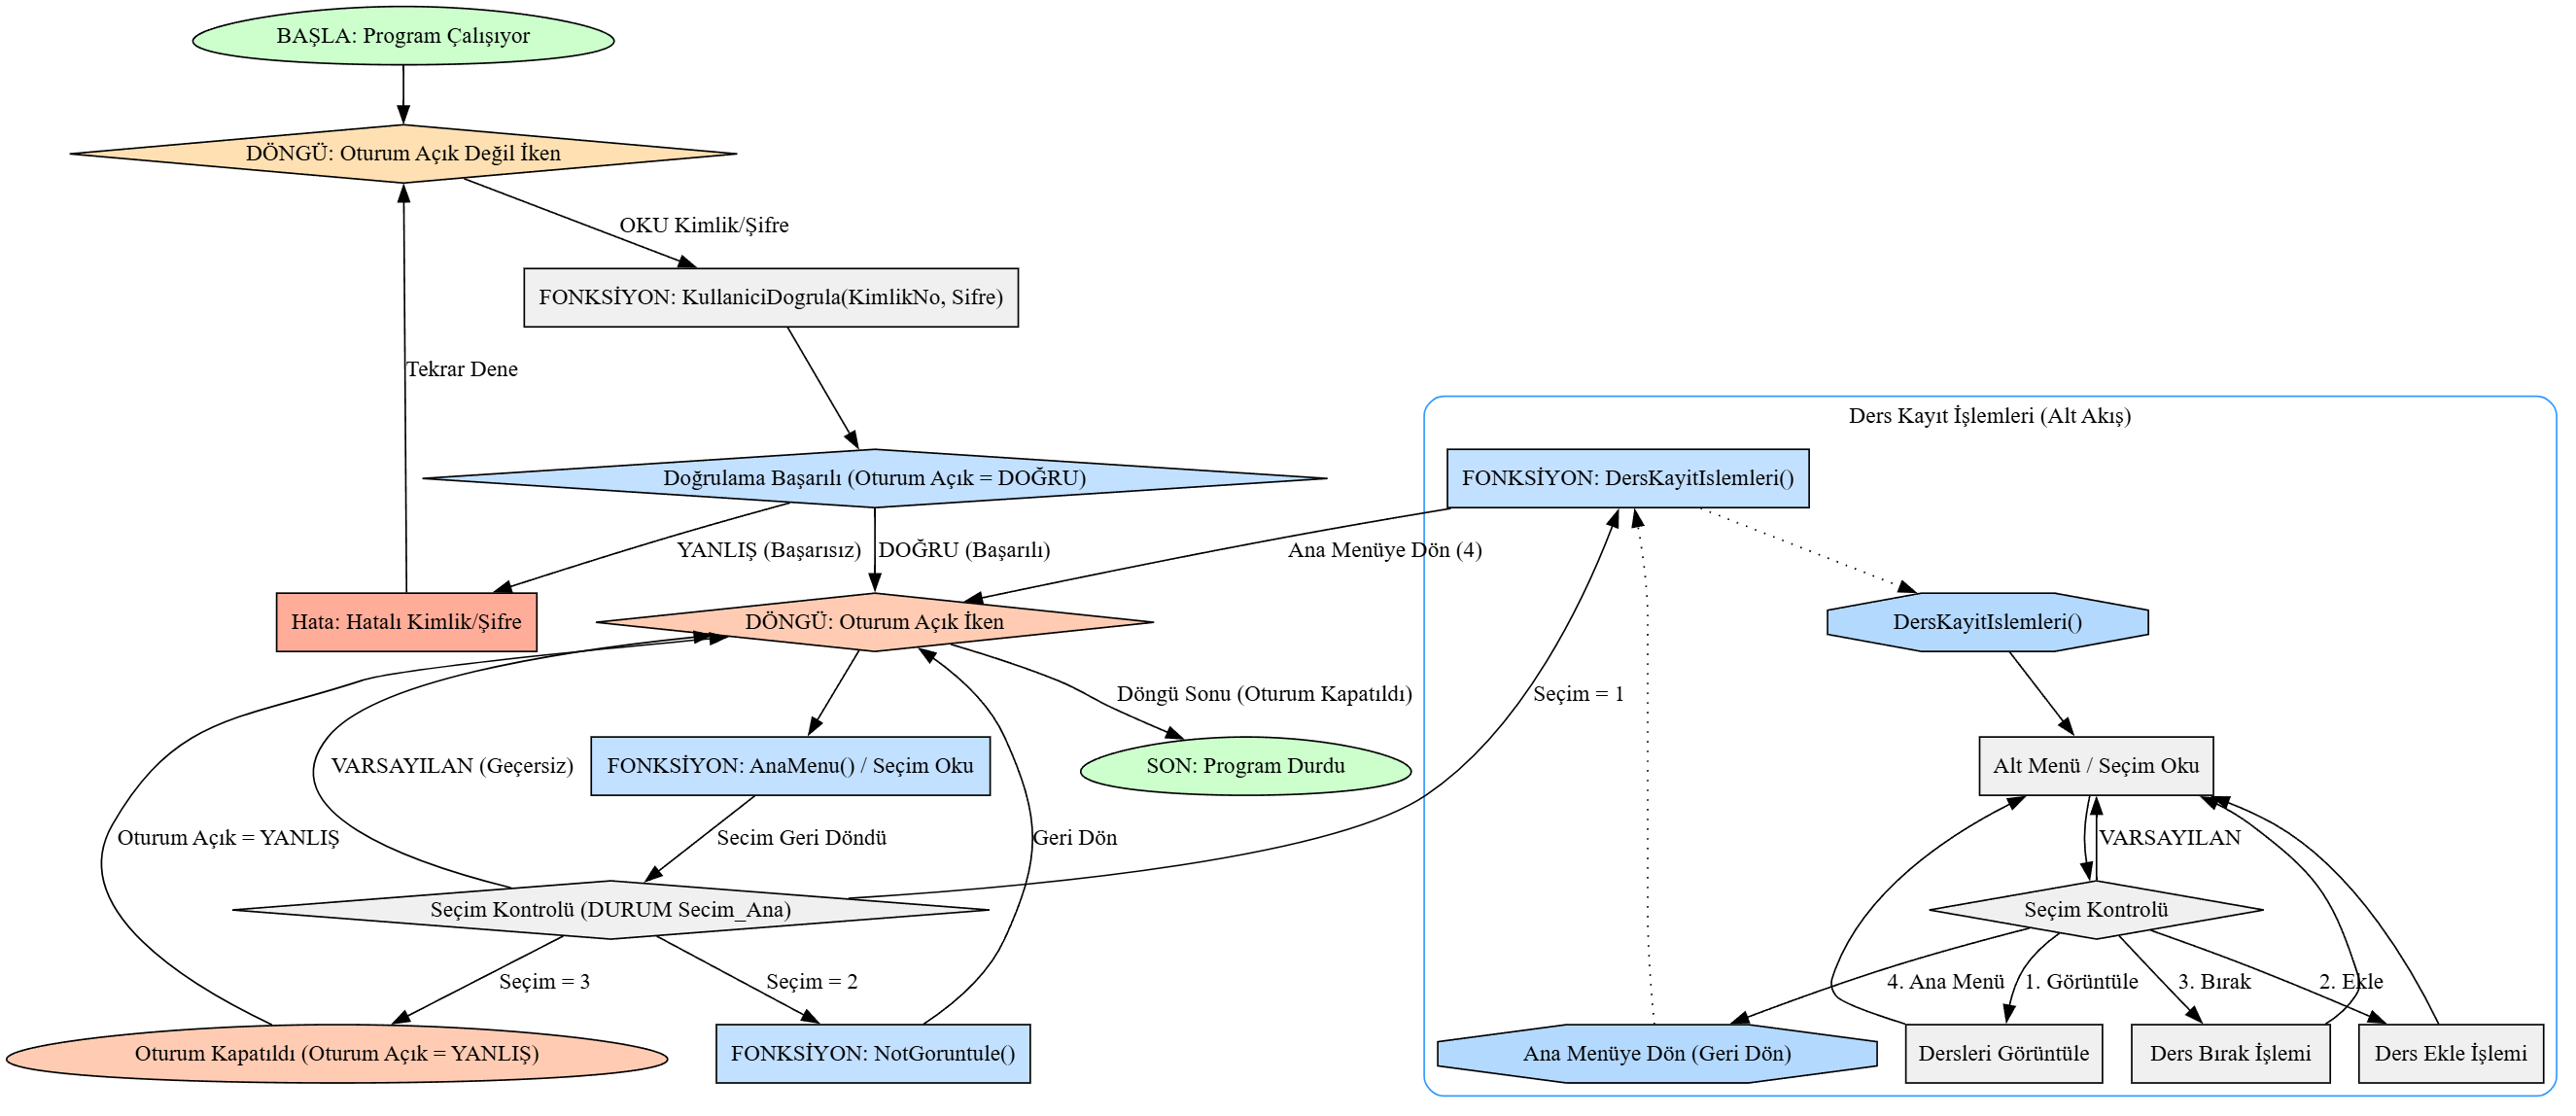 BAŞLA: Program Çalışıyor
DÖNGÜ: Oturum Açık Değil İken
OKU Kimlik/Şifre
FONKSİYON: KullaniciDogrula(KimlikNo, Sifre)
Tekrar Dene
Doğrulama Başarılı (Oturum Açık = DOĞRU)
YANLIŞ (Başarısız)
DOĞRU (Başarılı)
Hata: Hatalı Kimlik/Şifre
DÖNGÜ: Oturum Açık İken
Döngü Sonu (Oturum Kapatıldı)
VARSAYILAN (Geçersiz)
FONKSİYON: AnaMenu() / Seçim Oku
SON: Program Durdu
Oturum Açık = YANLIŞ
Secim Geri Döndü
Geri Dön
Seçim Kontrolü (DURUM Secim_Ana)
Seçim = 3
Seçim = 2
Oturum Kapatıldı (Oturum Açık = YANLIŞ)
FONKSİYON: NotGoruntule()
Ders Kayıt İşlemleri (Alt Akış)
FONKSİYON: DersKayitIslemleri()
Ana Menüye Dön (4)
DersKayitIslemleri()
Seçim = 1
Alt Menü / Seçim Oku
VARSAYILAN
Seçim Kontrolü
4. Ana Menü
1. Görüntüle
3. Bırak
2. Ekle
Ana Menüye Dön (Geri Dön)
Dersleri Görüntüle
Ders Bırak İşlemi
Ders Ekle İşlemi